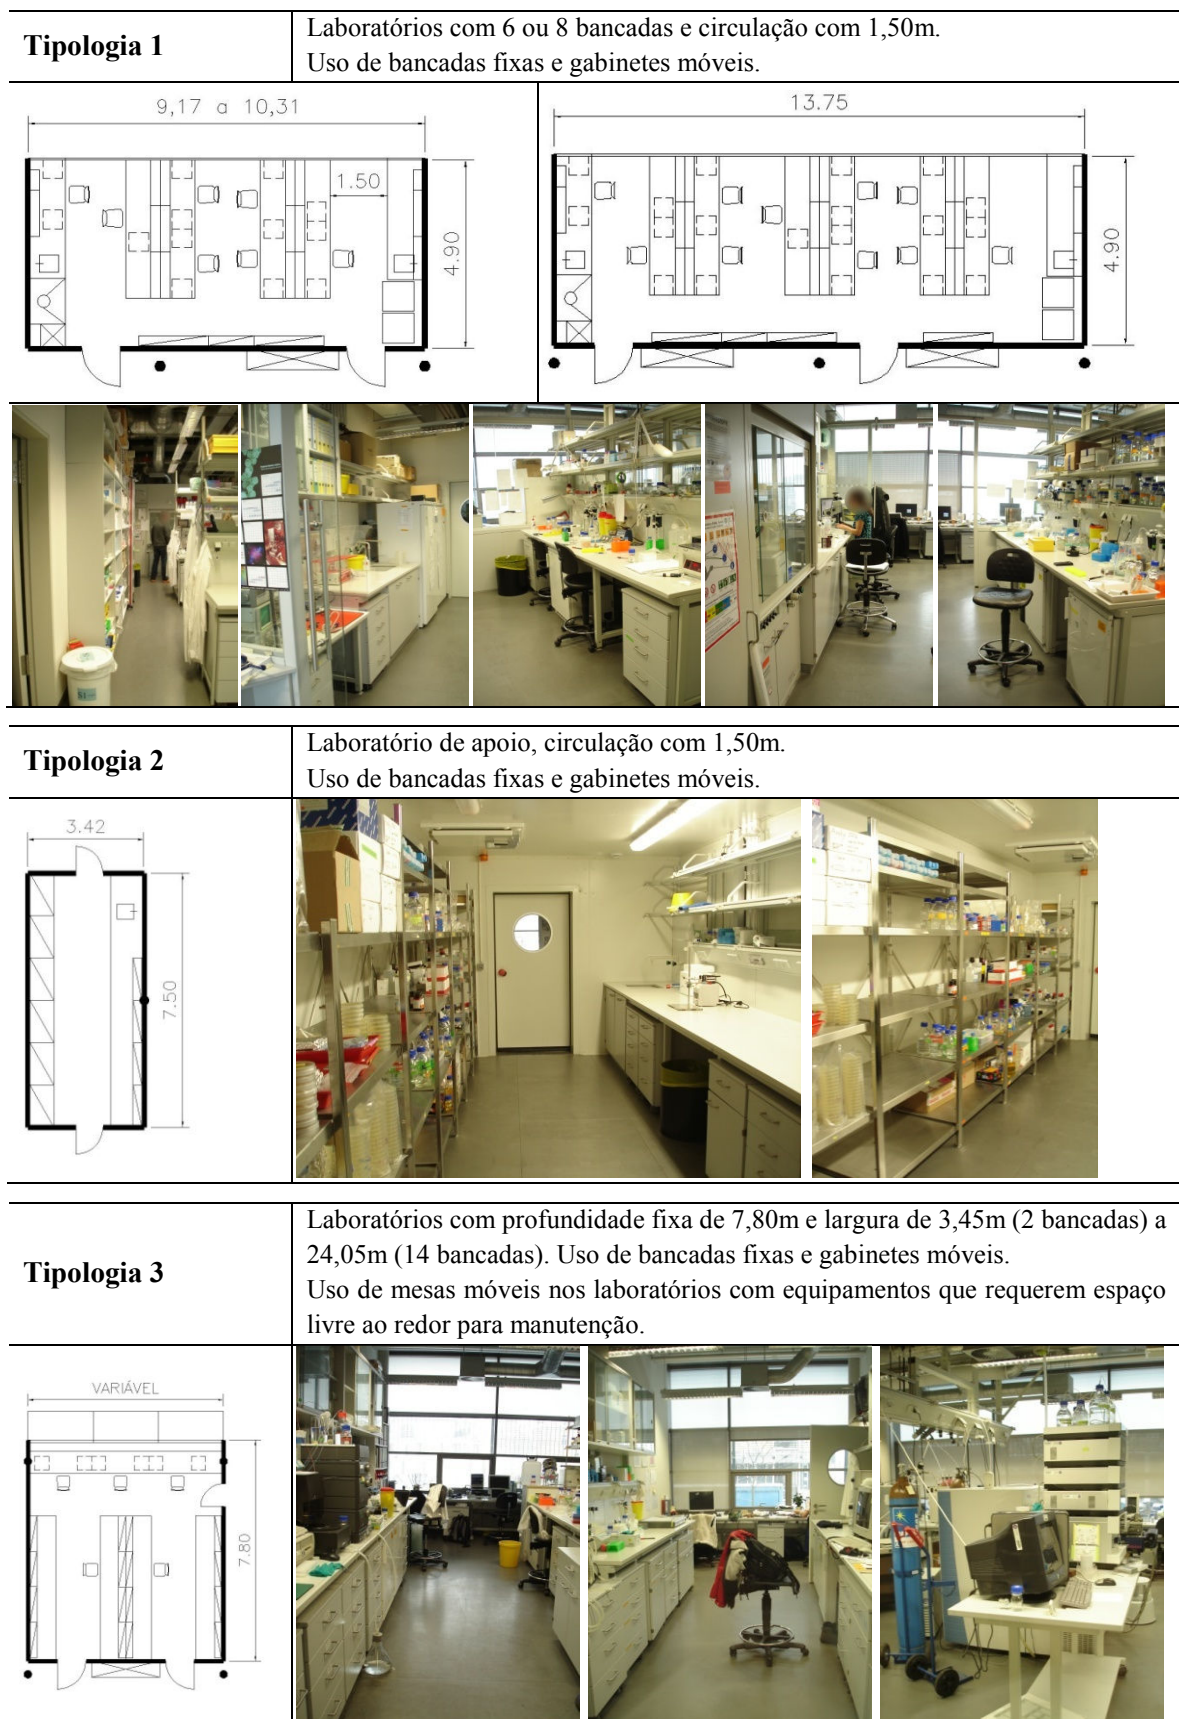 Tipologia 1
Laboratórios com 6 ou 8 bancadas e circulação com 1,50m.
Uso de bancadas fixas e gabinetes móveis.
9,17 a 10,31
1.50
4.90
13.75
4.90
Tipologia 2
Laboratório de apoio, circulação com 1,50m.
Uso de bancadas fixas e gabinetes móveis.
3.42
7.50
Tipologia 3
Laboratórios com profundidade fixa de 7,80m e largura de 3,45m (2 bancadas) a
24,05m (14 bancadas). Uso de bancadas fixas e gabinetes móveis.
Uso de mesas móveis nos laboratórios com equipamentos que requerem espaço
livre ao redor para manutenção.
VARIÁVEL
7.80